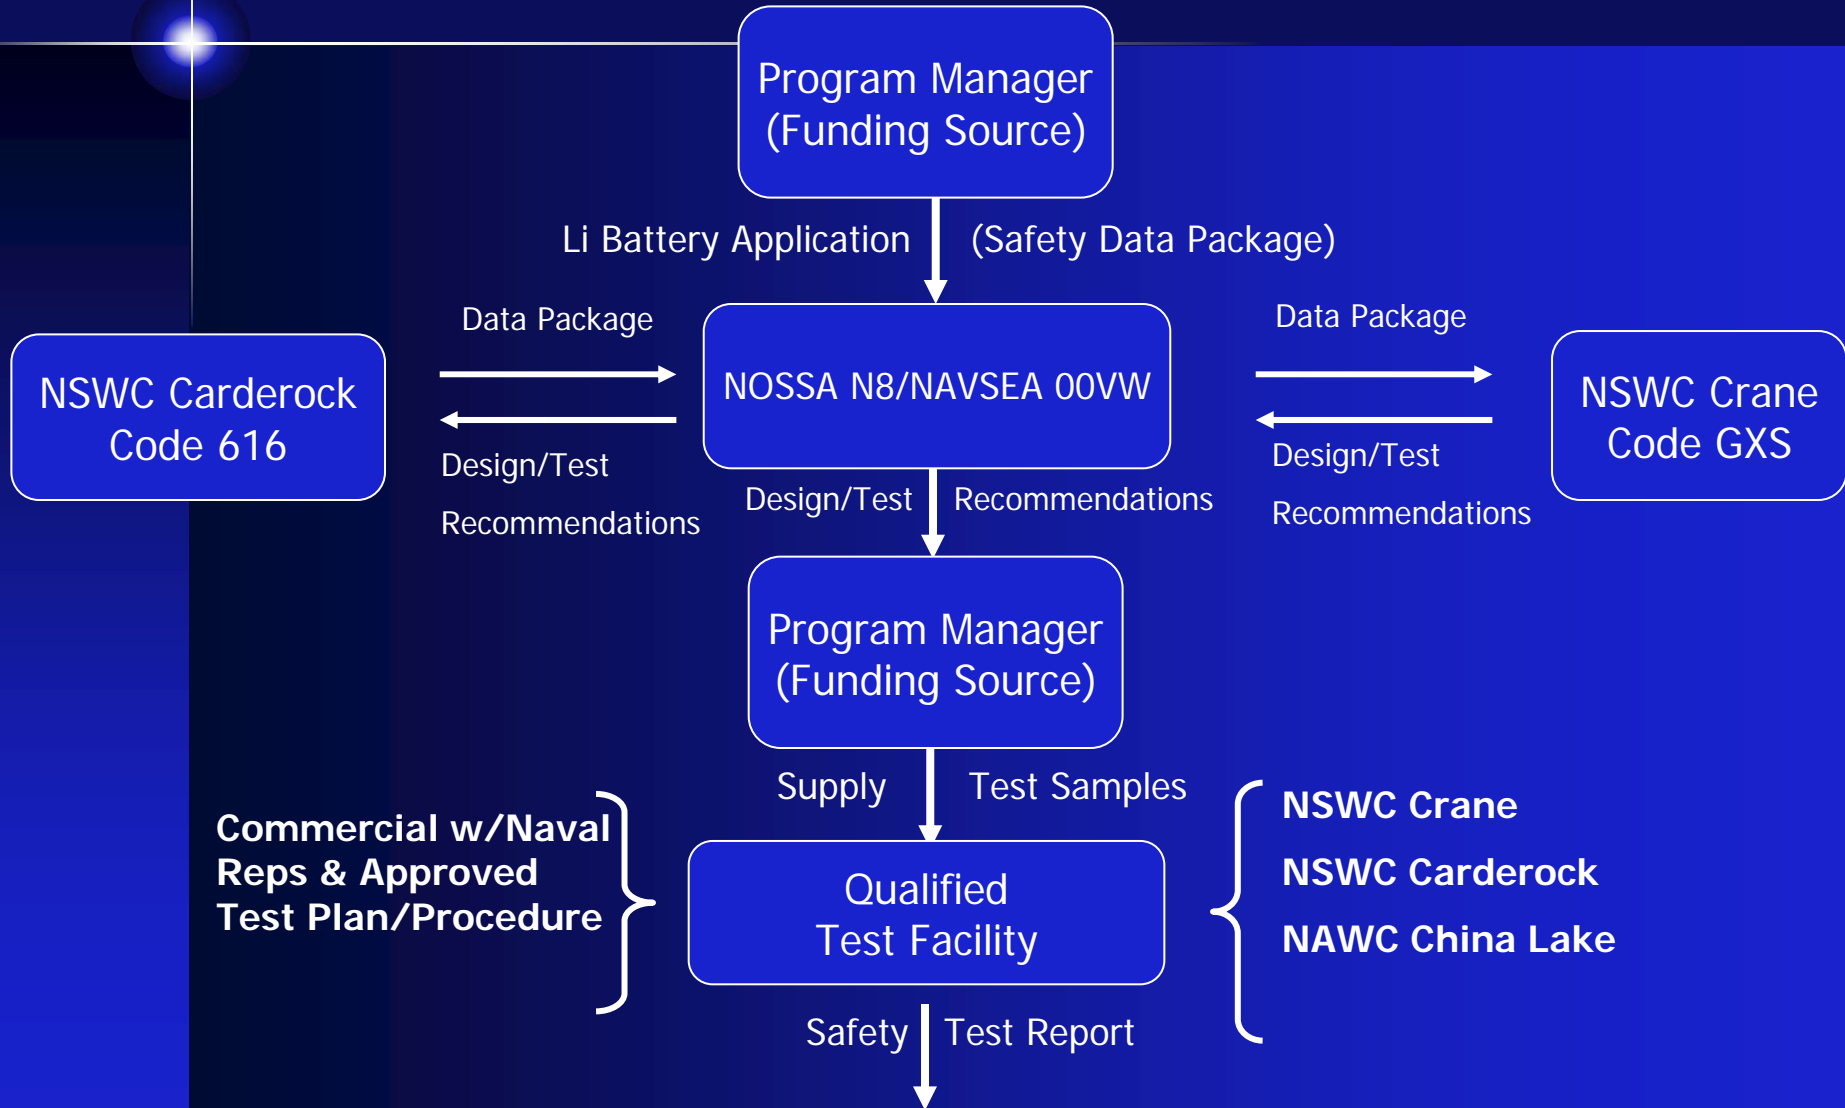 Program Manager
(Funding Source)
Li Battery Application (Safety Data Package)
Data Package
Data Package
NSWC Carderock
Code 616
NOSSA N8/NAVSEA 00VW
NSWC Crane
Code GXS
Design/Test
Recommendations
Design/Test Recommendations
Design/Test
Recommendations
Program Manager
(Funding Source)
Supply Test Samples
Commercial w/Naval
Reps & Approved
Test Plan/Procedure
Qualified
Test Facility
NSWC Crane
NSWC Carderock
NAWC China Lake
Safety Test Report